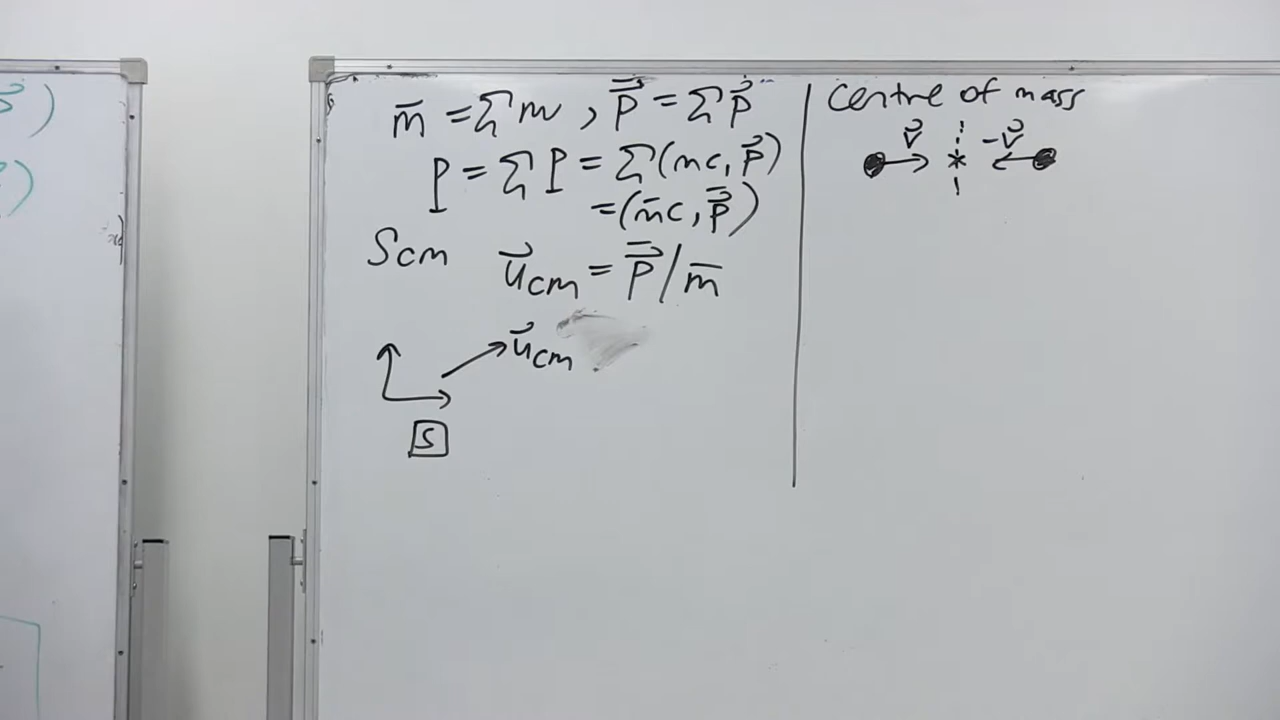 m̄ = ∑m , p̄⃗ = ∑p⃗
P = ∑P = ∑(mc, p⃗)
= (m̄c, p̄⃗)
Scm u⃗cm = p̄⃗/m̄
u⃗cm
S
centre of mass
v⃗ -v⃗